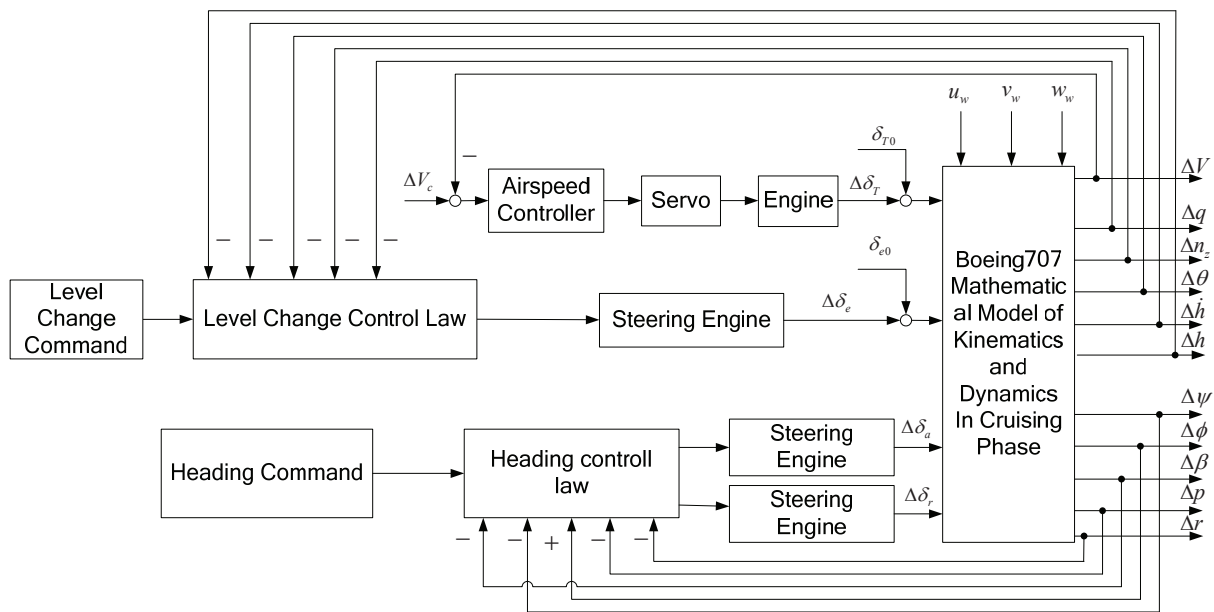 u_w
v_w
w_w
δ_T0
−
ΔV_c
Airspeed
Controller
Servo
Engine
Δδ_T
ΔV
Δq
Δn_z
Δθ
Δḣ
Δh
− − − − −
Level
Change
Command
Level Change Control Law
Steering Engine
Δδ_e
δ_e0
Boeing707
Mathematic
al Model of
Kinematics
and
Dynamics
In Cruising
Phase
Heading Command
Heading controll
law
Steering
Engine
Δδ_a
Steering
Engine
Δδ_r
− − + − −
Δψ
Δϕ
Δβ
Δp
Δr